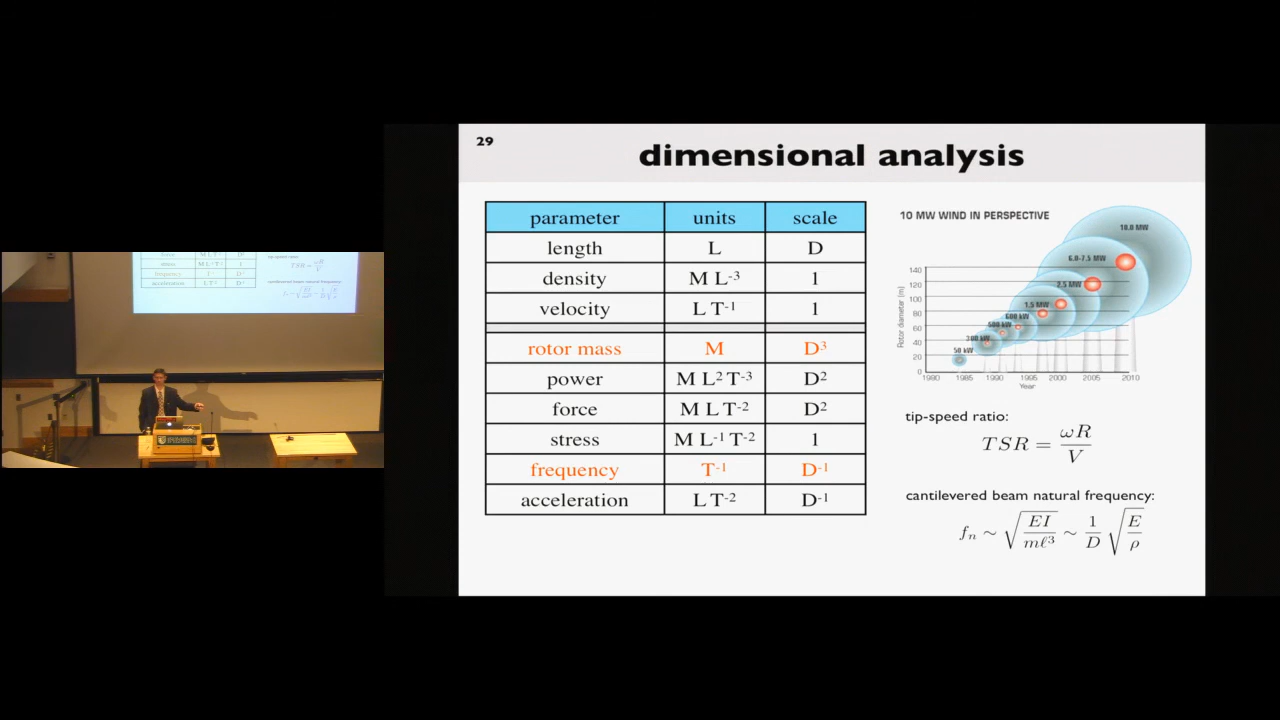 29
dimensional analysis
parameter units scale
length L D
density M L⁻³ 1
velocity L T⁻¹ 1
rotor mass M D³
power M L² T⁻³ D²
force M L T⁻² D²
stress M L⁻¹ T⁻² 1
frequency T⁻¹ D⁻¹
acceleration L T⁻² D⁻¹
10 MW WIND IN PERSPECTIVE
10.0 MW
6.0-7.5 MW
2.5 MW
1.5 MW
600 kW
500 kW
300 kW
50 kW
Rotor diameter (m)
140
120
100
80
60
40
20
0
1980 1985 1990 1995 2000 2005 2010
Year
tip-speed ratio:
TSR = ωR / V
cantilevered beam natural frequency:
fₙ ~ √(EI / mℓ³) ~ 1/D √(E / ρ)